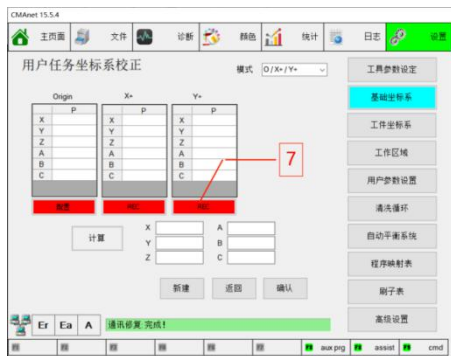 CMAnet 15.5.4
主页面 文件 诊断 颜色 统计 日志 设置
用户任务坐标系校正
模式 O/X+/Y+
工具参数设定
Origin X+ Y+
基础坐标系
P P P
X X X
Y Y Y
工件坐标系
Z Z Z
A A A
B B B
C C C
7
工作区域
用户参数设置
REC REC
清洗循环
计算 X A
Y B
Z C
自动平衡系统
程序映射表
新建 返回 确认
刷子表
高级设置
Er Ea A 通讯修复:完成!
aux prg assist cmd